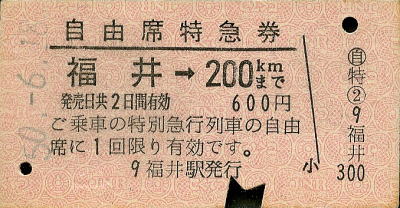 自由席特急券
福井→200kmまで
発売日共2日間有効 600円
ご乗車の特別急行列車の自由
席に1回限り有効です。
9福井駅発行
小
自
特
②
9
福
井
300